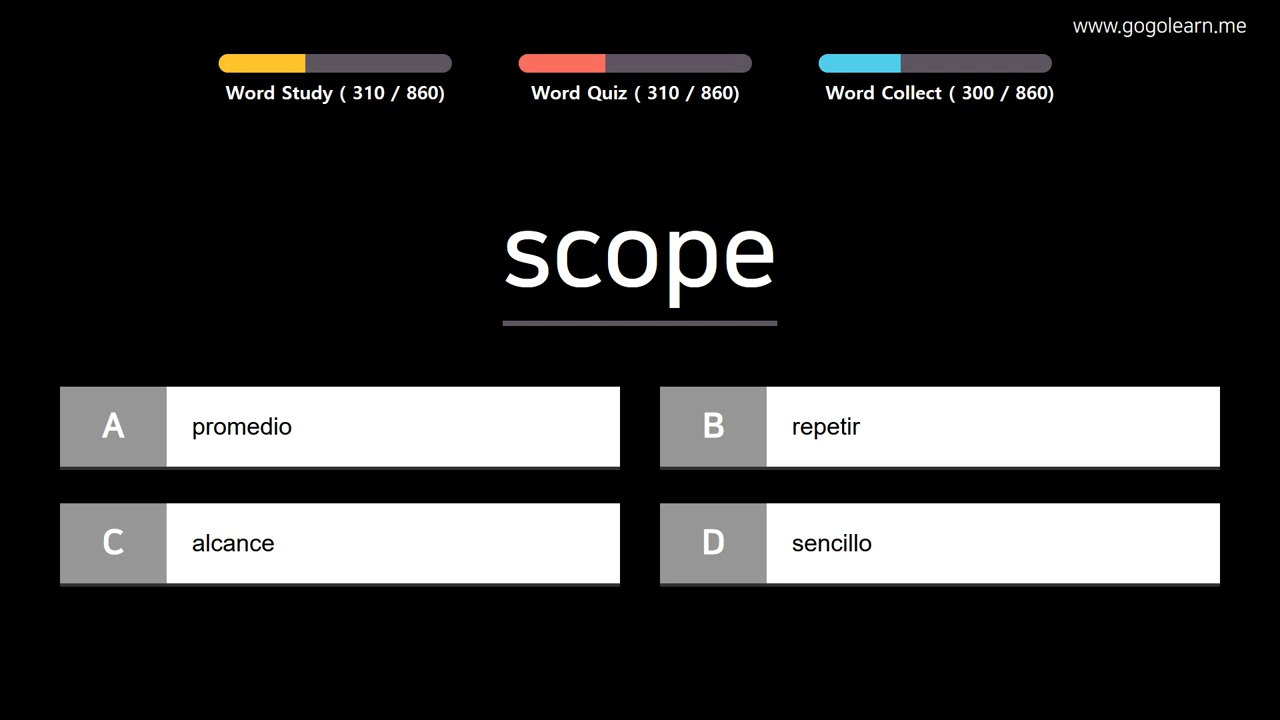 www.gogolearn.me
Word Study ( 310 / 860)
Word Quiz ( 310 / 860)
Word Collect ( 300 / 860)
scope
A promedio
B repetir
C alcance
D sencillo